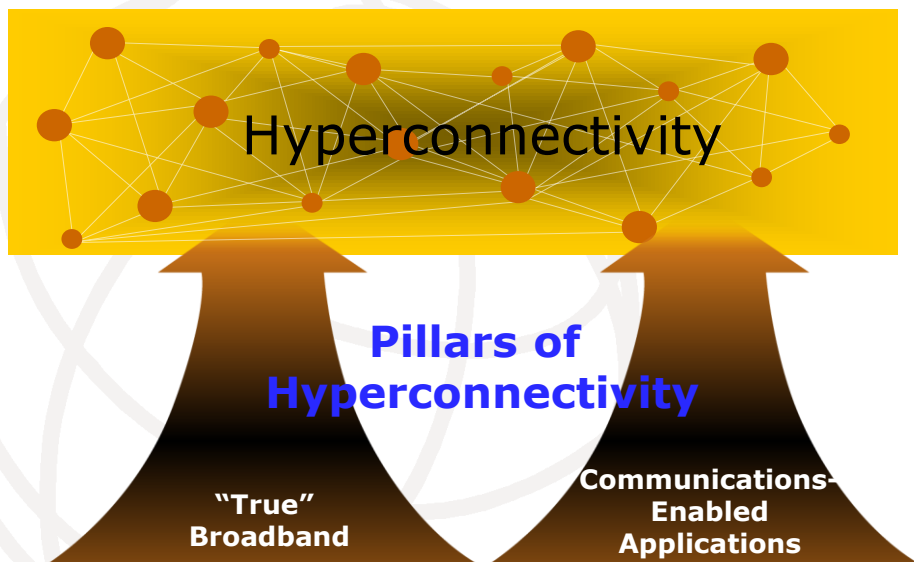 Hyperconnectivity
Pillars of
Hyperconnectivity
“True”
Broadband
Communications-
Enabled
Applications